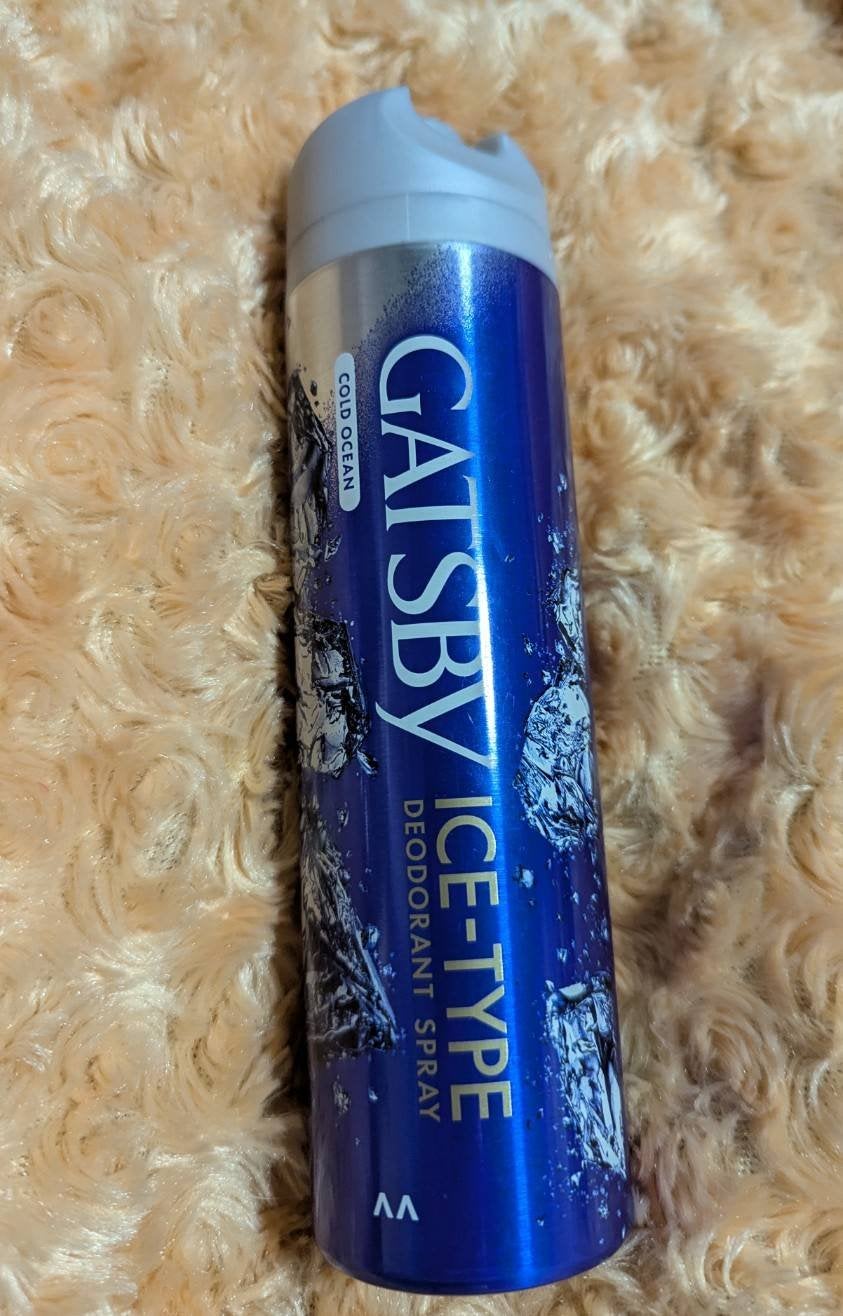 GATSBY
COLD OCEAN
ICE-TYPE
DEODORANT SPRAY